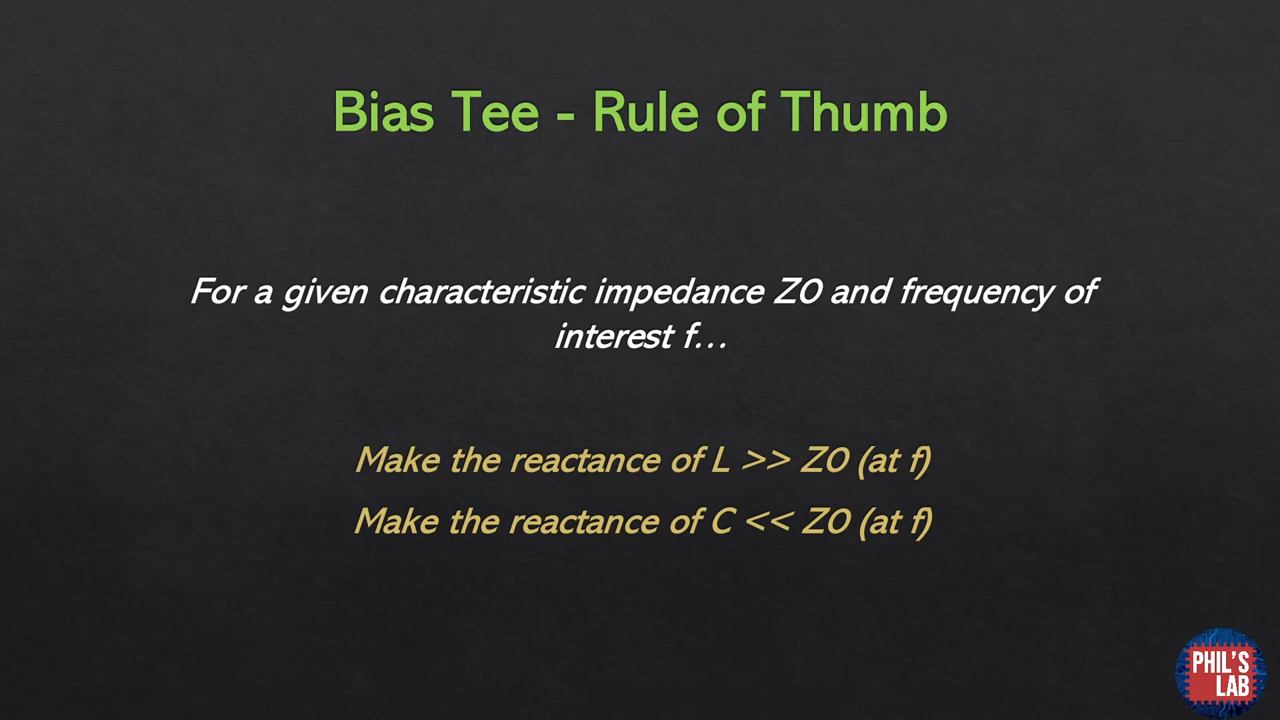 Bias Tee - Rule of Thumb
For a given characteristic impedance Z0 and frequency of
interest f...
Make the reactance of L >> Z0 (at f)
Make the reactance of C << Z0 (at f)
PHIL'S
LAB